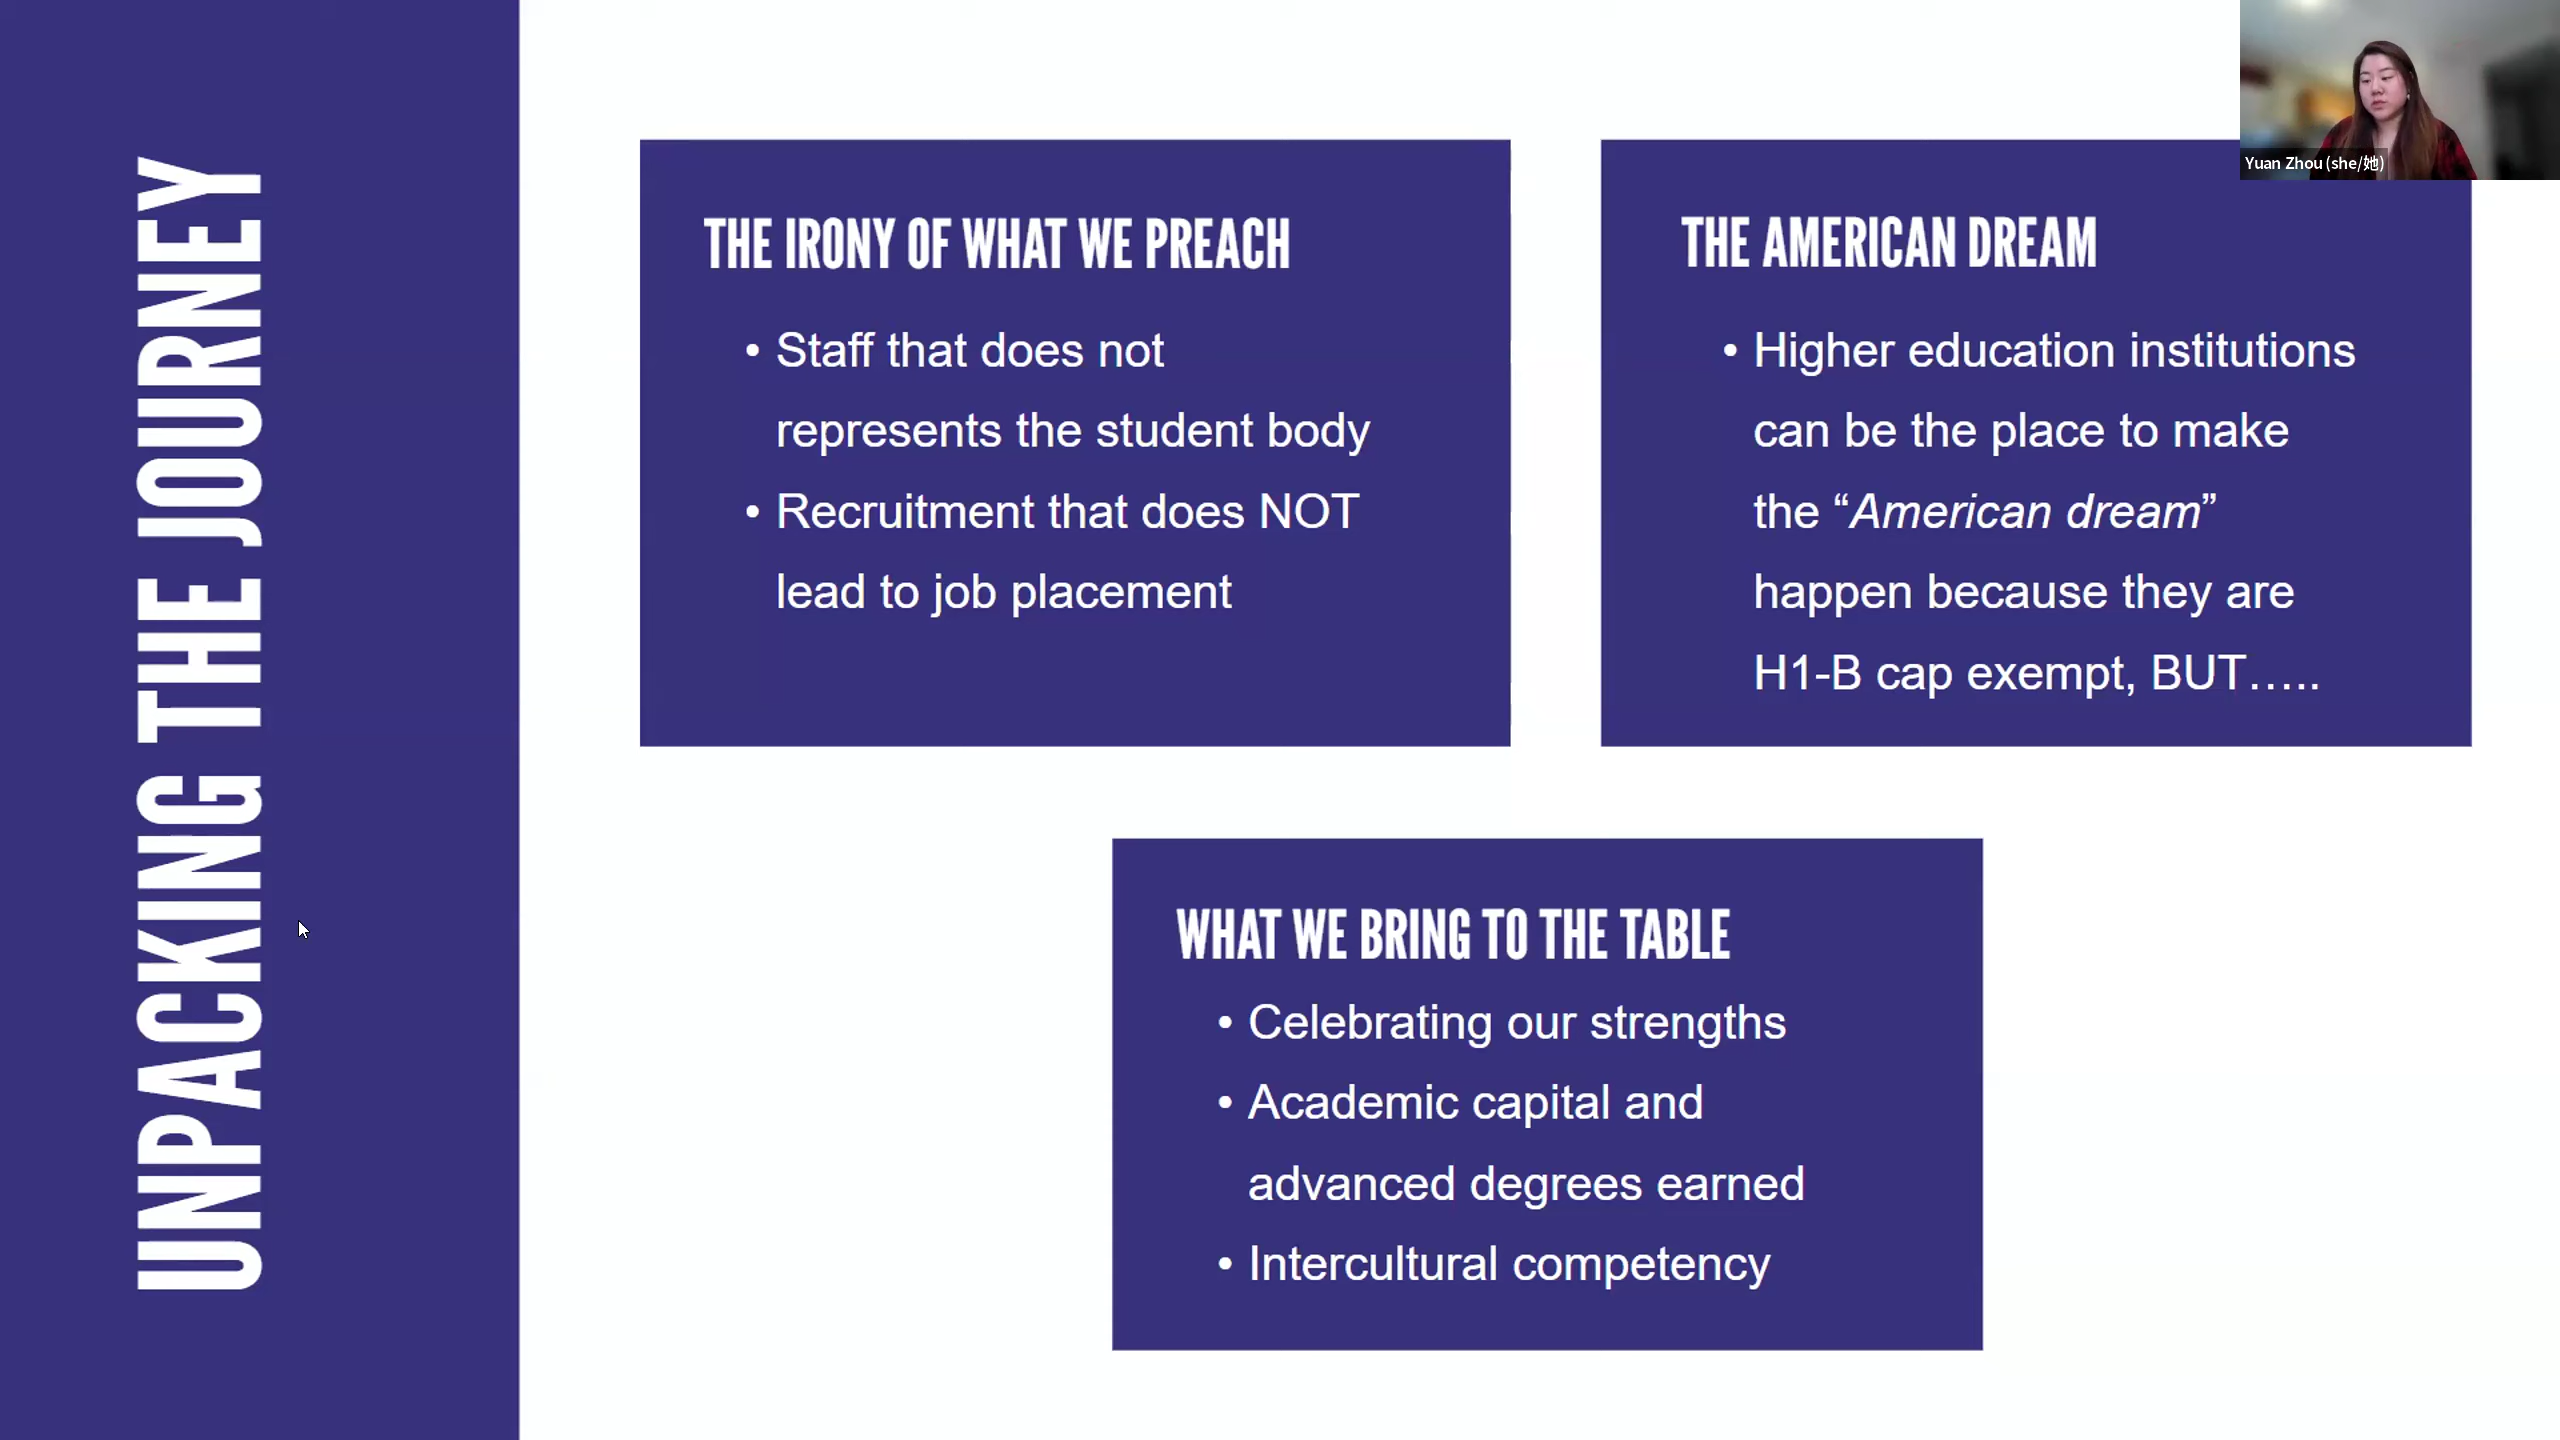 UNPACKING THE JOURNEY
THE IRONY OF WHAT WE PREACH
• Staff that does not
represents the student body
• Recruitment that does NOT
lead to job placement
THE AMERICAN DREAM
• Higher education institutions
can be the place to make
the “American dream”
happen because they are
H1-B cap exempt, BUT…..
WHAT WE BRING TO THE TABLE
• Celebrating our strengths
• Academic capital and
advanced degrees earned
• Intercultural competency
Yuan Zhou (she/她)